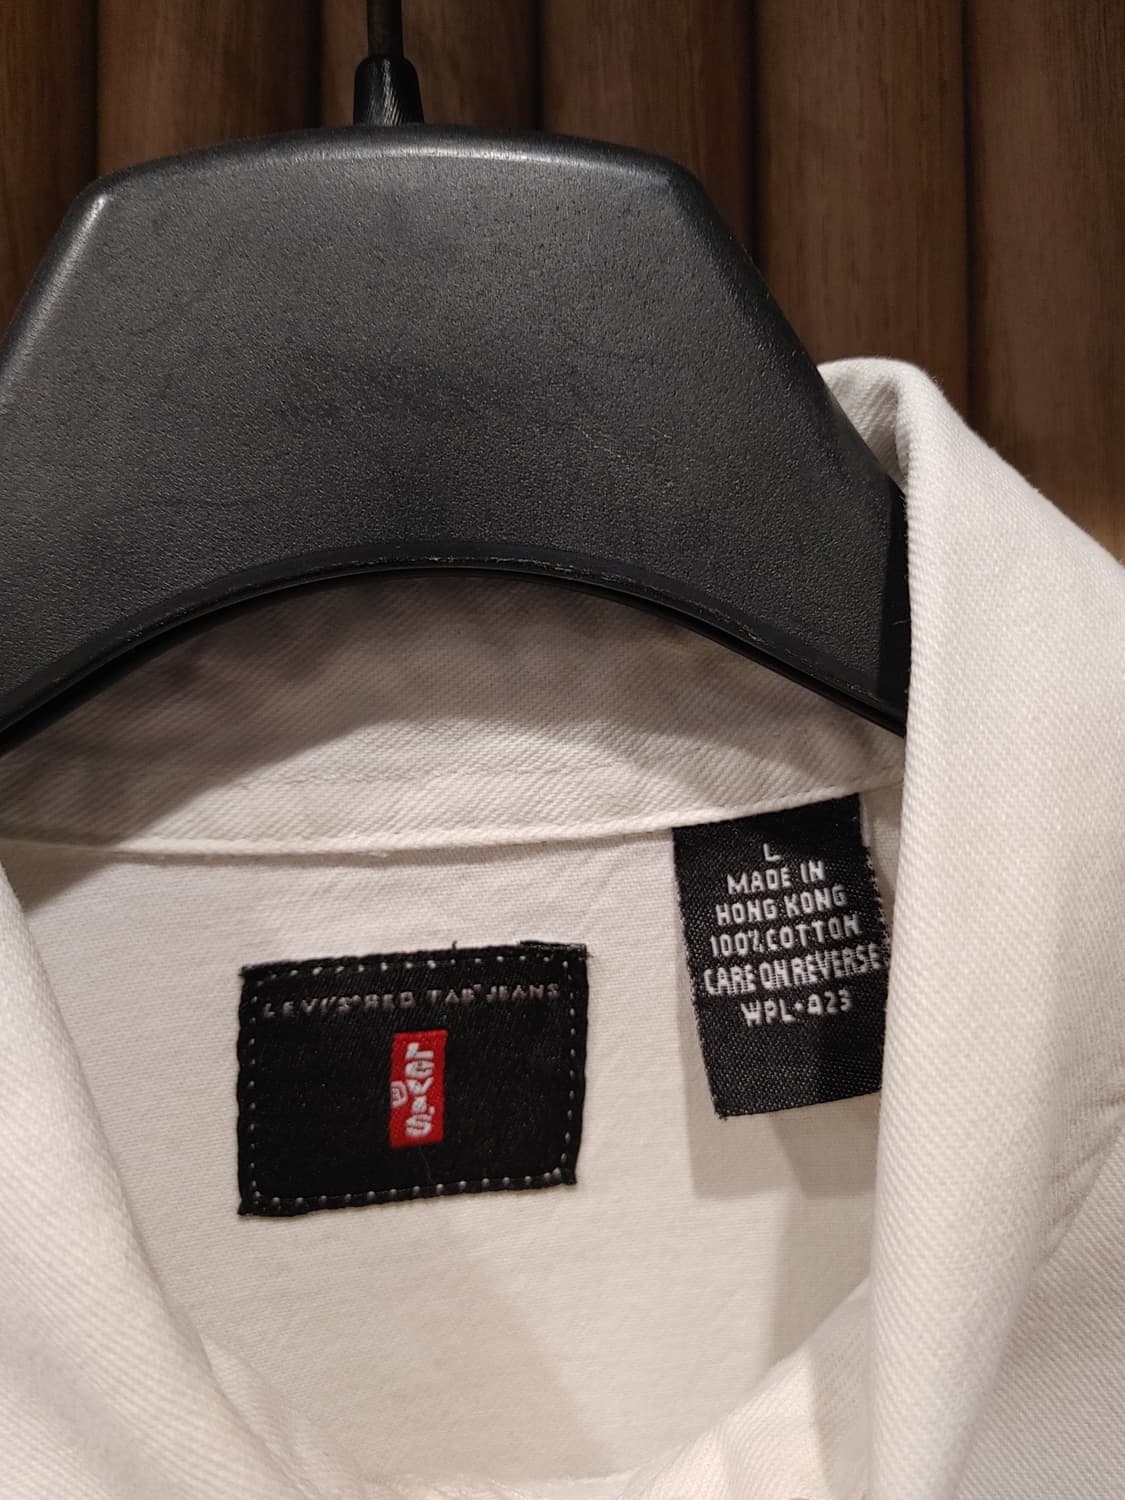 LEVI'S® RED TAB™ JEANS
LEVI'S
®
L
MADE IN
HONG KONG
100% COTTON
CARE ON REVERSE
WPL·423